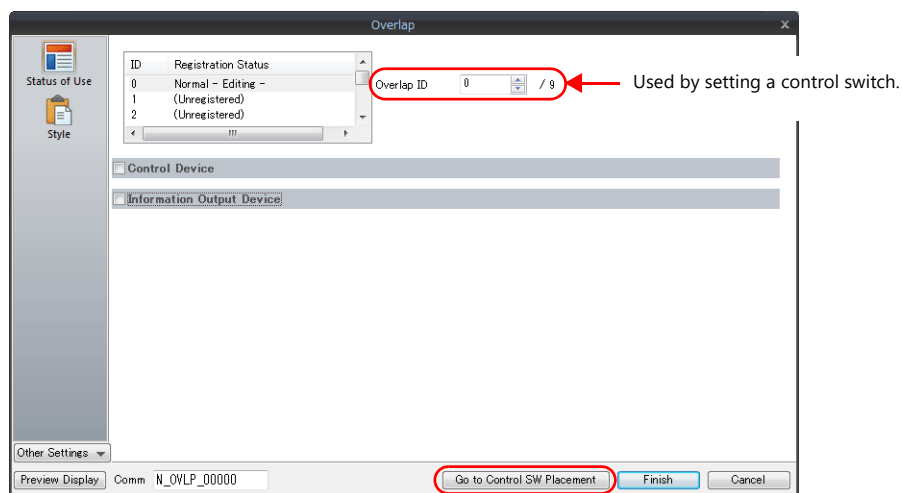 Overlap
x
Status of Use
Style
ID Registration Status
0 Normal - Editing -
1 (Unregistered)
2 (Unregistered)
Overlap ID 0 / 9
Used by setting a control switch.
Control Device
Information Output Device
Other Settings
Preview Display Comm N_OVLP_00000 Go to Control SW Placement Finish Cancel